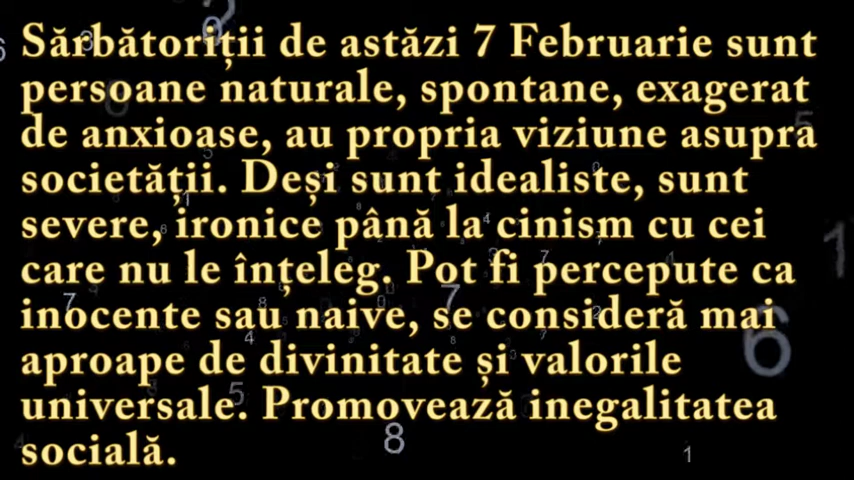 Sărbătoriții de astăzi 7 Februarie sunt
persoane naturale, spontane, exagerat
de anxioase, au propria viziune asupra
societății. Deși sunt idealiste, sunt
severe, ironice până la cinism cu cei
care nu le înțeleg. Pot fi percepute ca
inocente sau naive, se consideră mai
aproape de divinitate și valorile
universale. Promovează inegalitatea
socială.